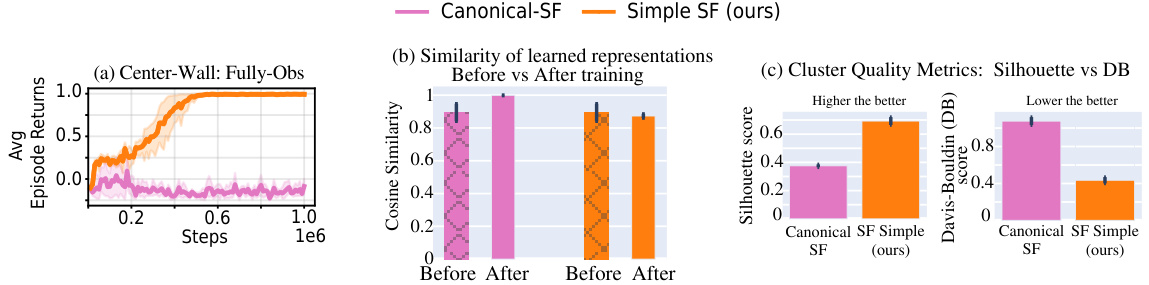 Canonical-SF
Simple SF (ours)
(a) Center-Wall: Fully-Obs
Avg
Episode Returns
1.0
0.5
0.0
0.2
0.6
1.0
Steps
1e6
(b) Similarity of learned representations
Before vs After training
Cosine Similarity
1
0.8
0.6
0.4
0.2
0
Before
After
Before
After
(c) Cluster Quality Metrics: Silhouette vs DB
Higher the better
Silhouette score
0.6
0.4
0.2
0
Canonical
SF
SF Simple
(ours)
Lower the better
Davis-Bouldin (DB)
score
0.8
0.4
0
Canonical
SF
SF Simple
(ours)